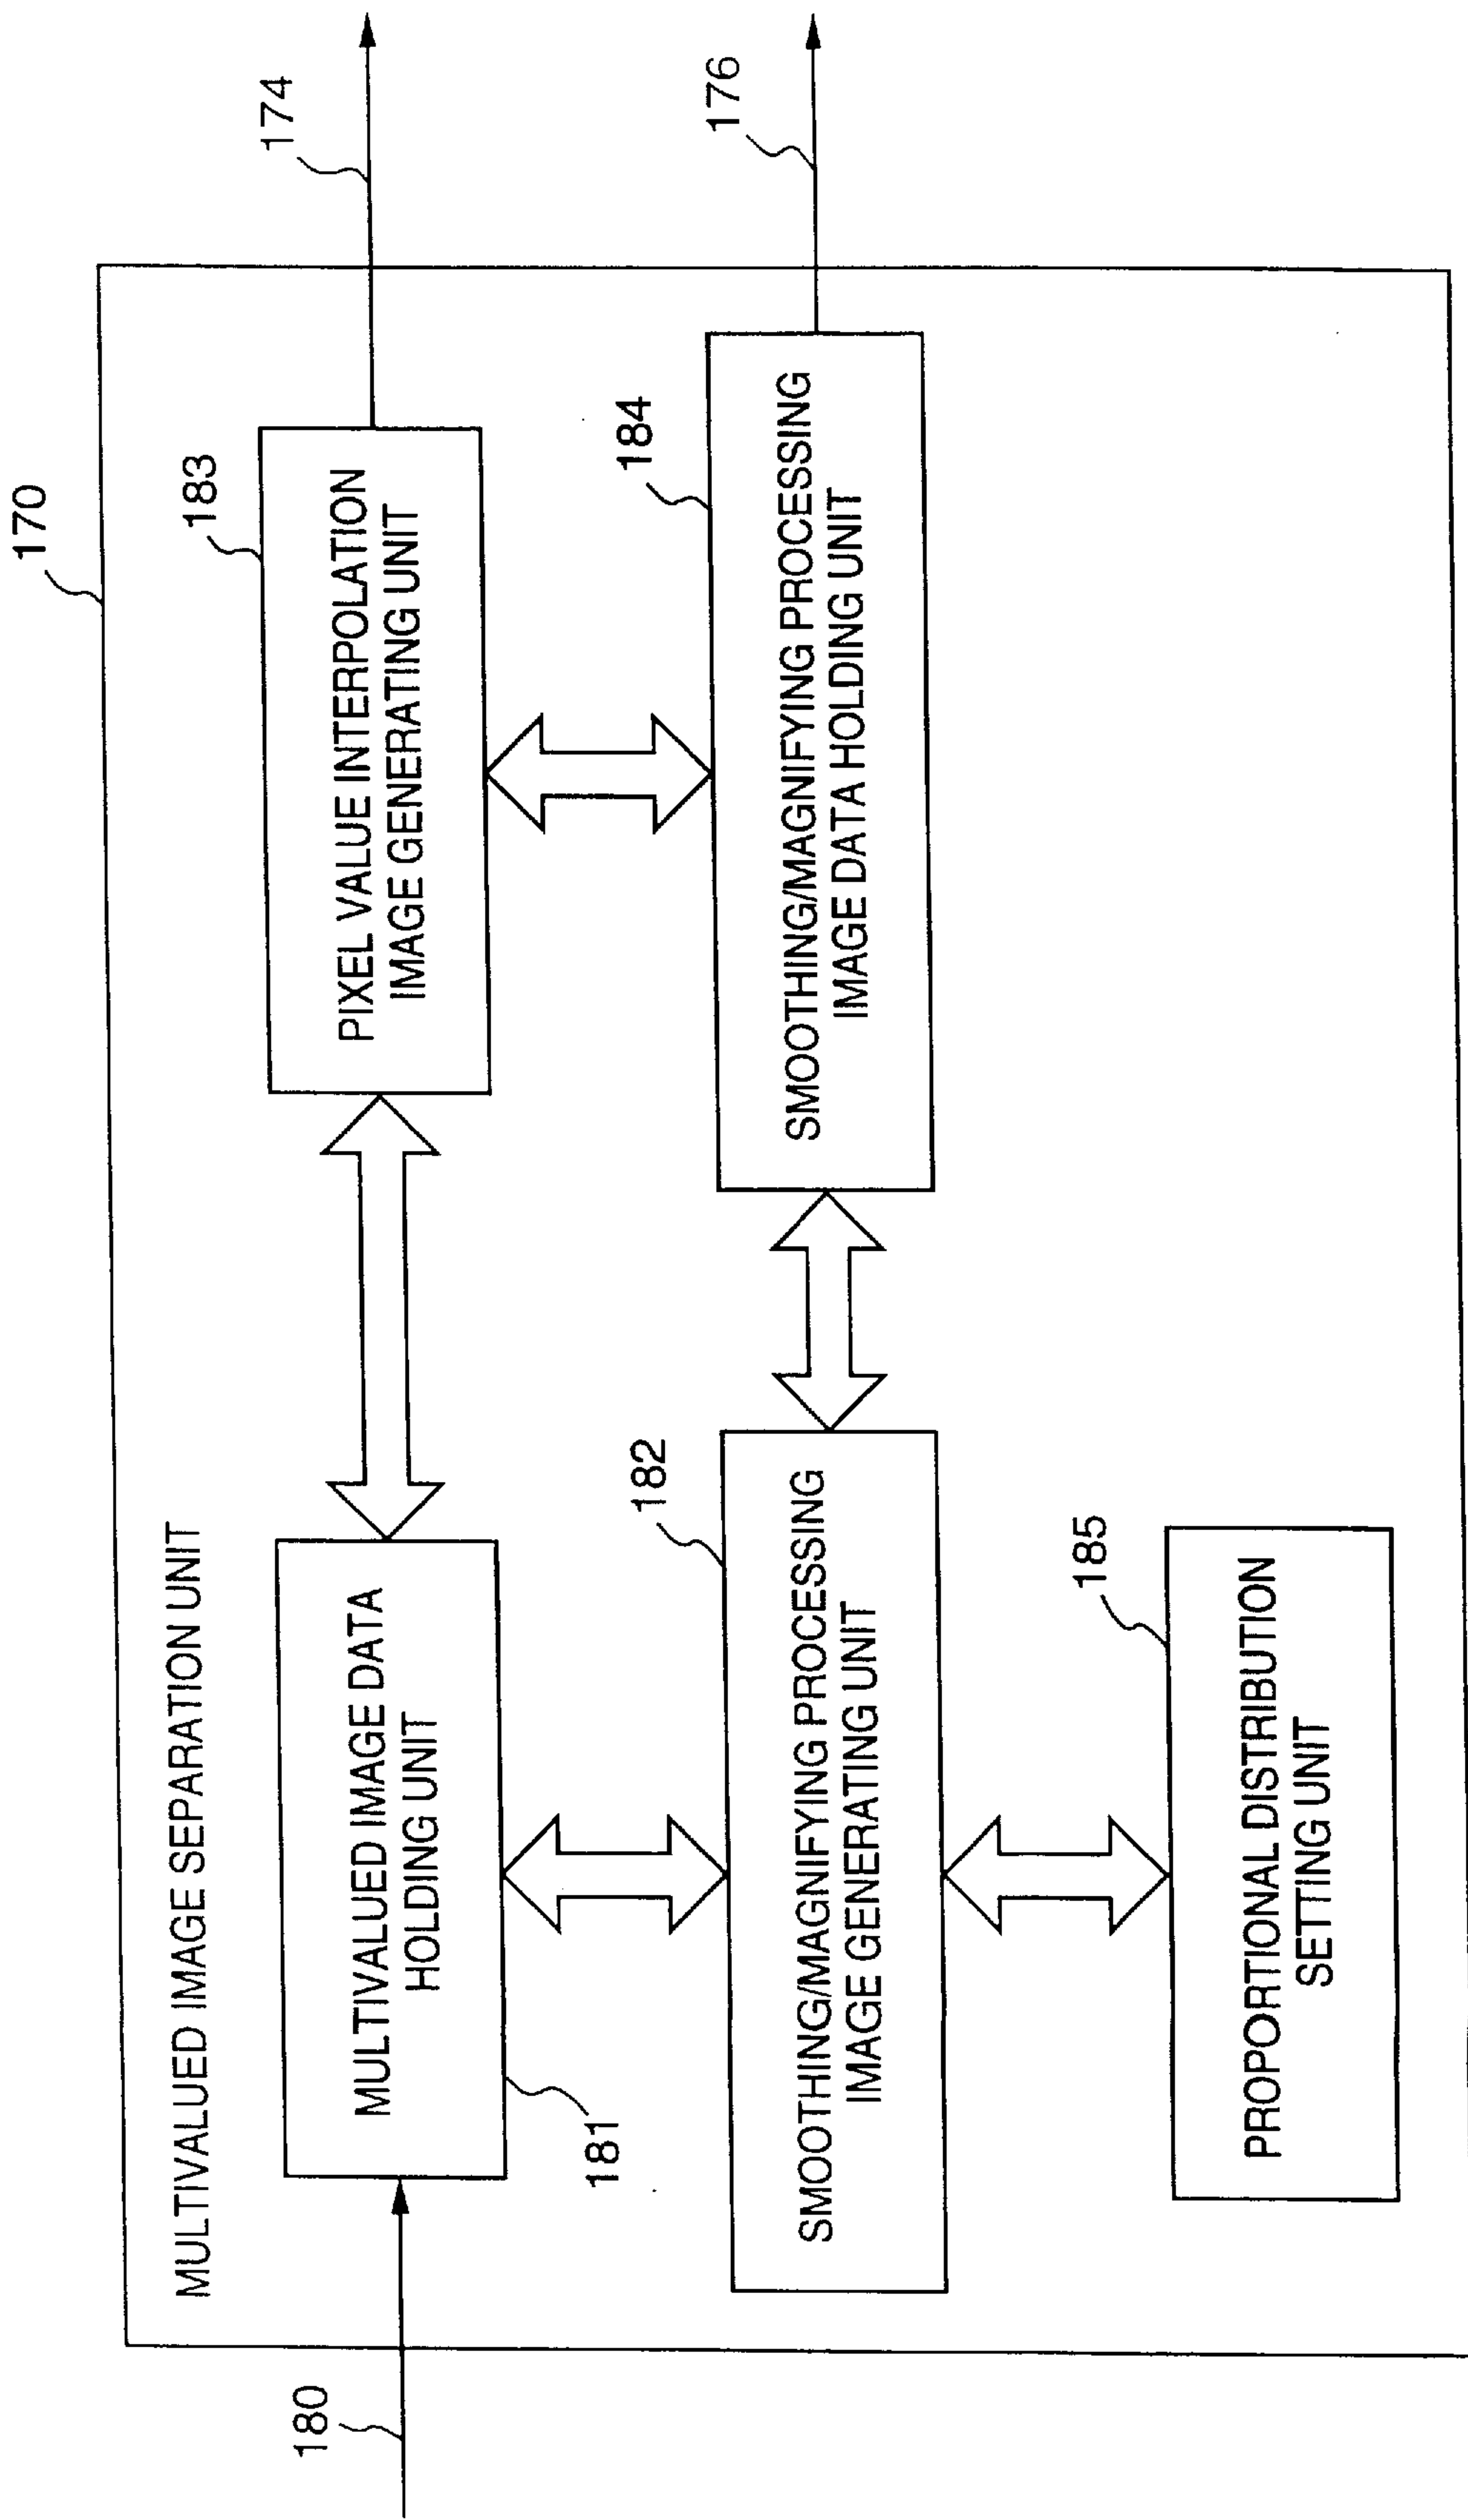 170
MULTIVALUED IMAGE SEPARATION UNIT
180
MULTIVALUED IMAGE DATA
HOLDING UNIT
181
183
PIXEL VALUE INTERPOLATION
IMAGE GENERATING UNIT
174
182
SMOOTHING/MAGNIFYING PROCESSING
IMAGE GENERATING UNIT
184
SMOOTHING/MAGNIFYING PROCESSING
IMAGE DATA HOLDING UNIT
176
185
PROPORTIONAL DISTRIBUTION
SETTING UNIT